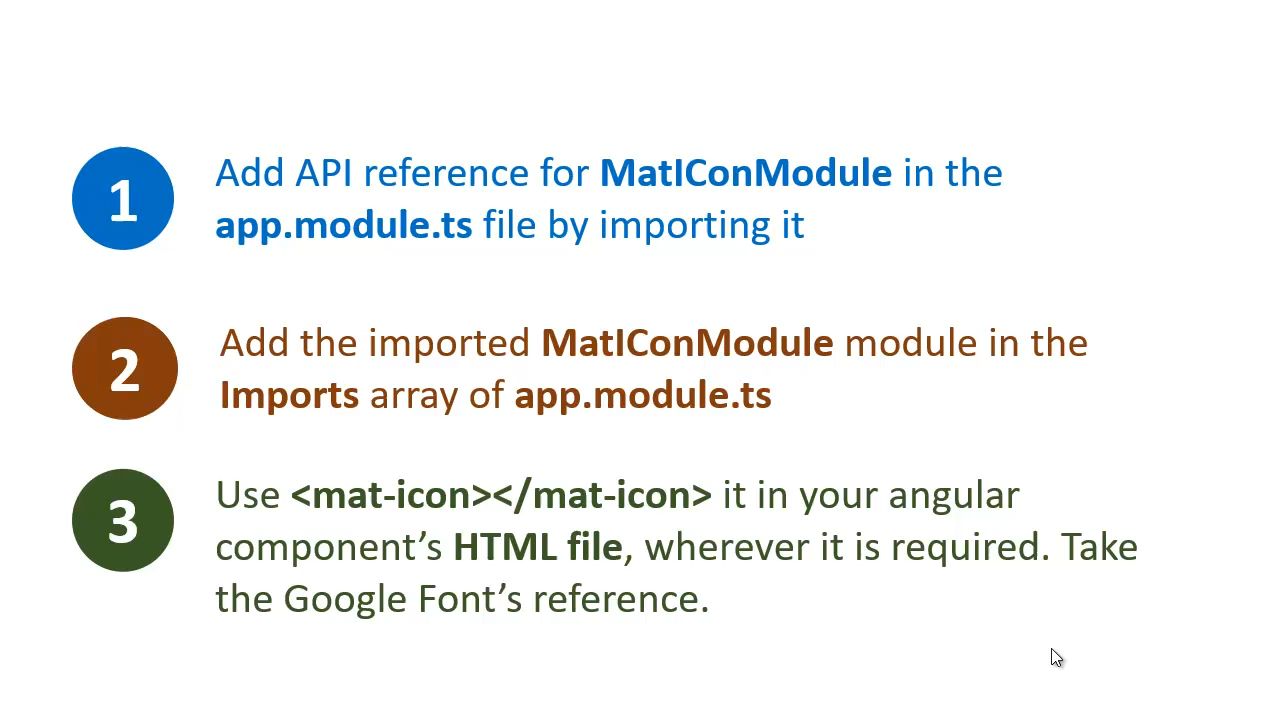 1
Add API reference for MatIConModule in the
app.module.ts file by importing it
2
Add the imported MatIConModule module in the
Imports array of app.module.ts
3
Use <mat-icon></mat-icon> it in your angular
component’s HTML file, wherever it is required. Take
the Google Font’s reference.